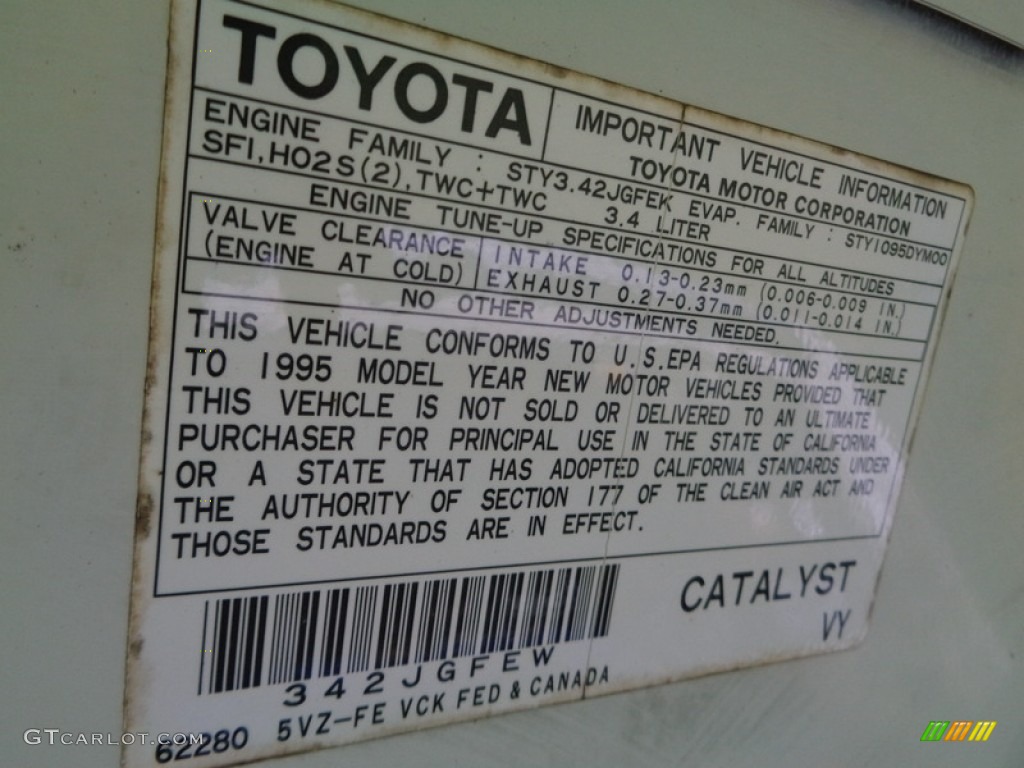 TOYOTA
IMPORTANT VEHICLE INFORMATION
TOYOTA MOTOR CORPORATION
ENGINE FAMILY : STY3.42JGFEK EVAP. FAMILY : STY1095DYM00
SFI,HO2S(2),TWC+TWC 3.4 LITER
ENGINE TUNE-UP SPECIFICATIONS FOR ALL ALTITUDES
VALVE CLEARANCE INTAKE 0.13-0.23mm (0.006-0.009 IN.)
(ENGINE AT COLD) EXHAUST 0.27-0.37mm (0.011-0.014 IN.)
NO OTHER ADJUSTMENTS NEEDED.
THIS VEHICLE CONFORMS TO U.S.EPA REGULATIONS APPLICABLE
TO 1995 MODEL YEAR NEW MOTOR VEHICLES PROVIDED THAT
THIS VEHICLE IS NOT SOLD OR DELIVERED TO AN ULTIMATE
PURCHASER FOR PRINCIPAL USE IN THE STATE OF CALIFORNIA
OR A STATE THAT HAS ADOPTED CALIFORNIA STANDARDS UNDER
THE AUTHORITY OF SECTION 177 OF THE CLEAN AIR ACT AND
THOSE STANDARDS ARE IN EFFECT.
CATALYST
VY
342JGFEW
62280 5VZ-FE VCK FED & CANADA
GTCARLOT.COM